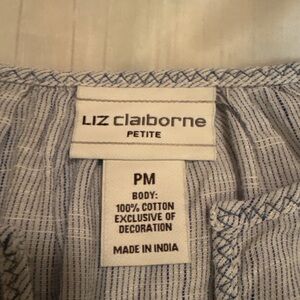 LIZ claiborne
PETITE
PM
BODY:
100% COTTON
EXCLUSIVE OF
DECORATION
MADE IN INDIA